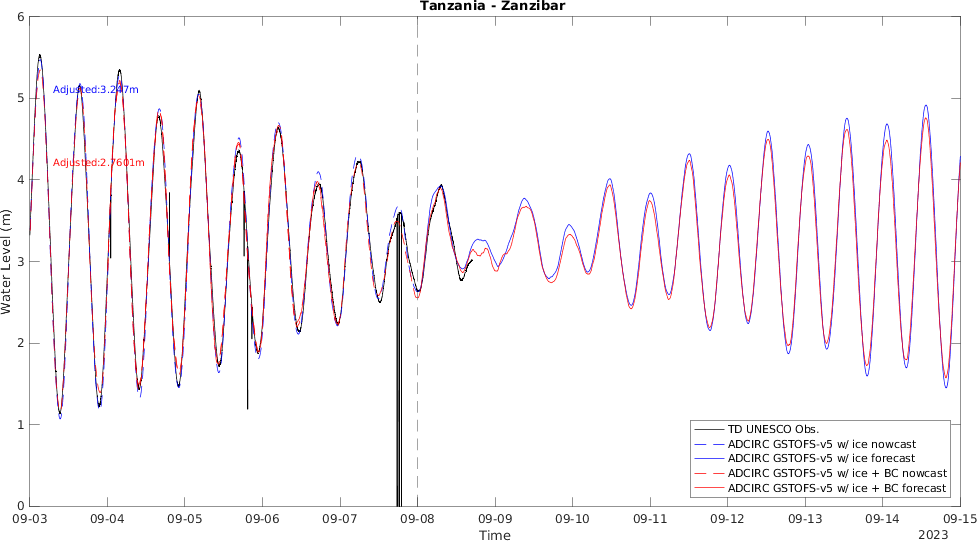 Tanzania - Zanzibar
6
5
4
3
2
1
0
Water Level (m)
Adjusted:3.247m
Adjusted:2.7601m
TD UNESCO Obs.
ADCIRC GSTOFS-v5 w/ ice nowcast
ADCIRC GSTOFS-v5 w/ ice forecast
ADCIRC GSTOFS-v5 w/ ice + BC nowcast
ADCIRC GSTOFS-v5 w/ ice + BC forecast
09-03 09-04 09-05 09-06 09-07 09-08 09-09 09-10 09-11 09-12 09-13 09-14 09-15
Time
2023